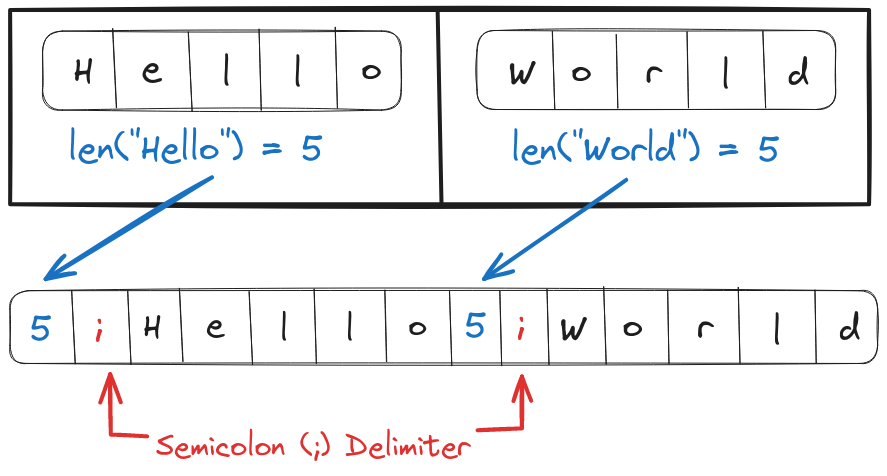 H e l l o
W o r l d
len("Hello") = 5
len("World") = 5
5 ; H e l l o 5 ; W o r l d
Semicolon (;) Delimiter